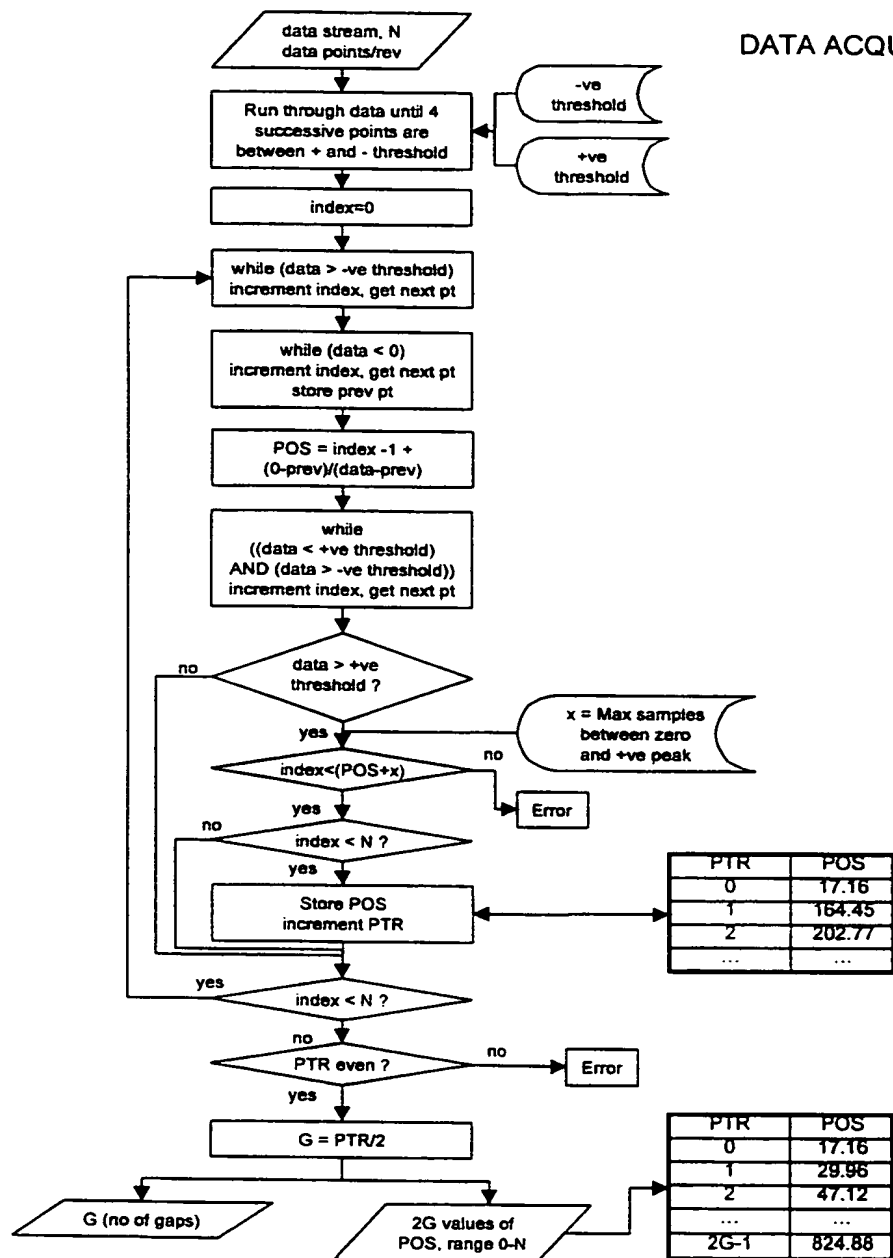 data stream, N
data points/rev
DATA ACQU
-ve
threshold
+ve
threshold
Run through data until 4
successive points are
between + and - threshold
index=0
while (data > -ve threshold)
increment index, get next pt
while (data < 0)
increment index, get next pt
store prev pt
POS = index -1 +
(0-prev)/(data-prev)
while
((data < +ve threshold)
AND (data > -ve threshold))
increment index, get next pt
no
data > +ve
threshold ?
yes
x = Max samples
between zero
and +ve peak
index<(POS+x)
no
Error
yes
no
index < N ?
yes
Store POS
increment PTR
PTR POS
0 17.16
1 164.45
2 202.77
... ...
yes
index < N ?
no
PTR even ?
no
Error
yes
G = PTR/2
G (no of gaps)
2G values of
POS, range 0-N
PTR POS
0 17.16
1 29.96
2 47.12
... ...
2G-1 824.88